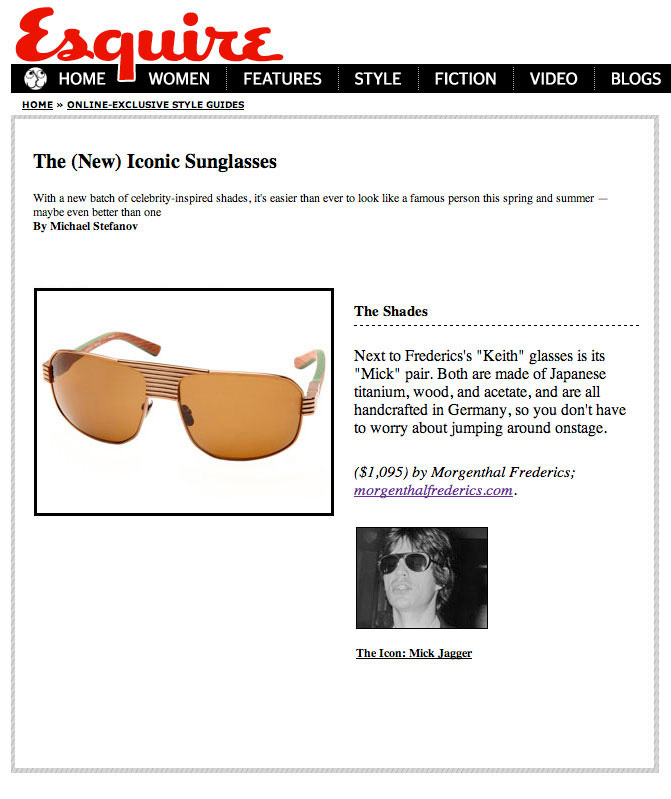 Esquire
HOME WOMEN FEATURES STYLE FICTION VIDEO BLOGS
HOME » ONLINE-EXCLUSIVE STYLE GUIDES
The (New) Iconic Sunglasses
With a new batch of celebrity-inspired shades, it's easier than ever to look like a famous person this spring and summer —
maybe even better than one
By Michael Stefanov
The Shades
Next to Frederics's "Keith" glasses is its
"Mick" pair. Both are made of Japanese
titanium, wood, and acetate, and are all
handcrafted in Germany, so you don't have
to worry about jumping around onstage.
($1,095) by Morgenthal Frederics;
morgenthalfrederics.com.
The Icon: Mick Jagger